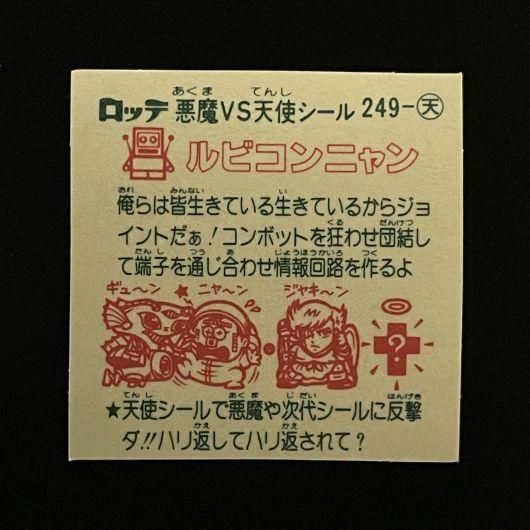 ロッテ 悪魔VS天使シール 249-天
ルビコンニャン
俺らは皆生きている生きているからジョ
イントだぁ!コンボットを狂わせ団結し
て端子を通じ合わせ情報回路を作るよ
ギュ〜ン ニャ〜ン ジャキ〜ン
?
★天使シールで悪魔や次代シールに反撃
ダ!!ハリ返してハリ返されて?